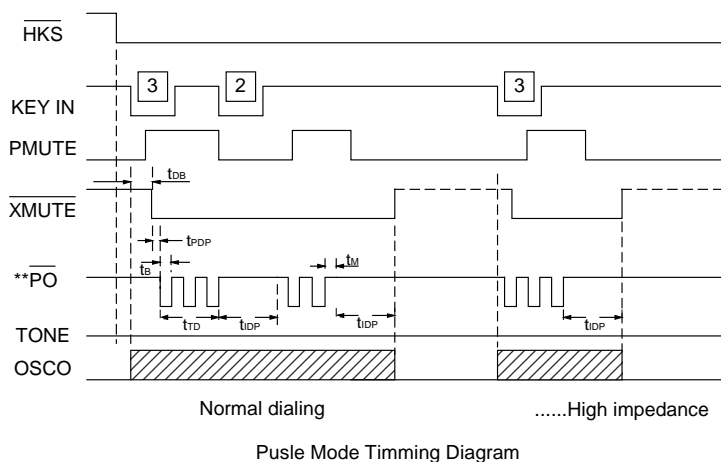 HKS
3 2 3
KEY IN
PMUTE
tDB
XMUTE
tPDP
tB tM
**PO
tTD tIDP tIDP tIDP
TONE
OSCO
Normal dialing ......High impedance
Pusle Mode Timming Diagram